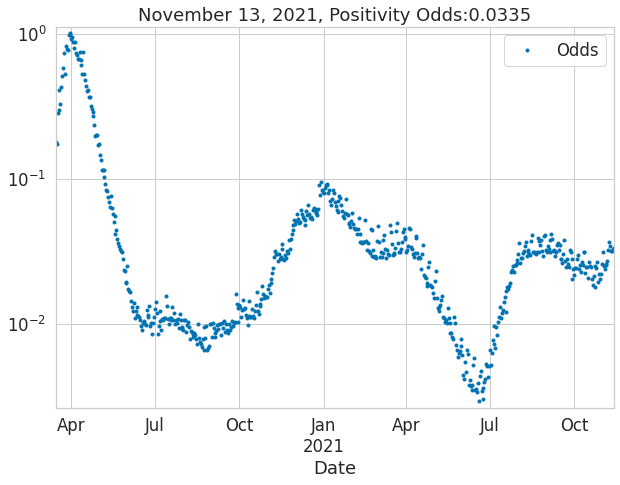 November 13, 2021, Positivity Odds:0.0335
Odds
10⁰
10⁻¹
10⁻²
Apr Jul Oct Jan Apr Jul Oct
2021
Date